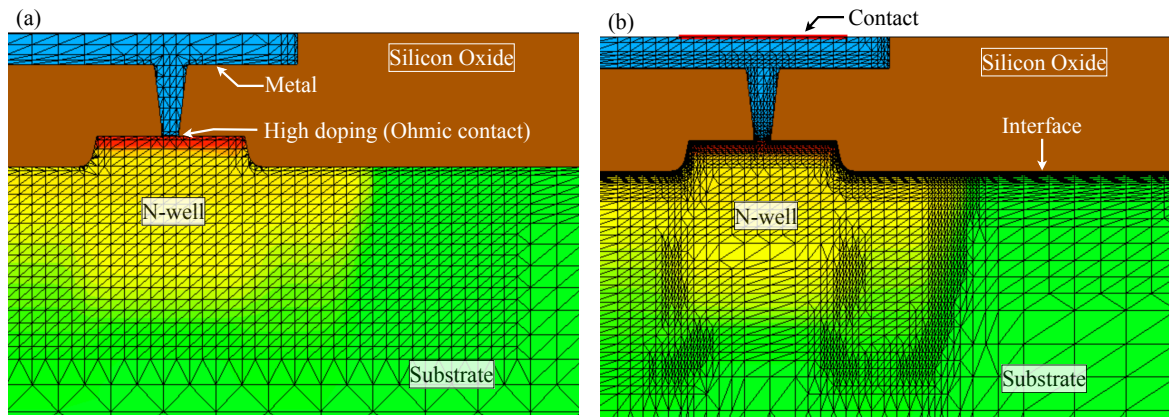 (a)
Silicon Oxide
Metal
High doping (Ohmic contact)
N-well
Substrate
(b)
Contact
Silicon Oxide
Interface
N-well
Substrate